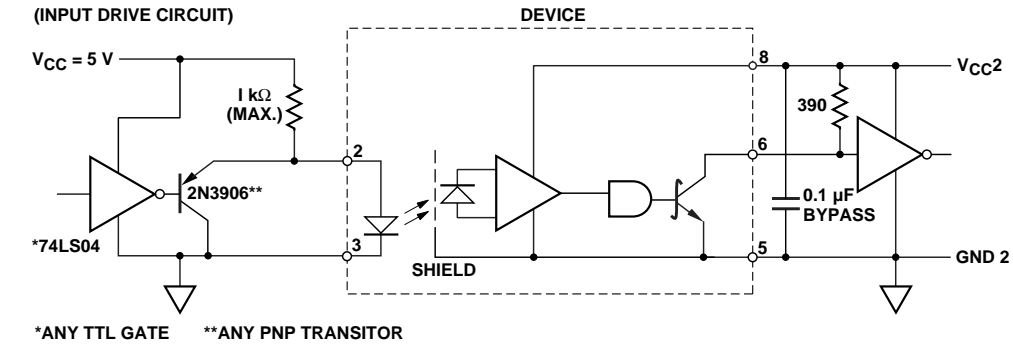 (INPUT DRIVE CIRCUIT)
DEVICE
VCC = 5 V
8
VCC2
I kΩ
(MAX.)
390
2
6
2N3906**
0.1 µF
BYPASS
*74LS04
3
SHIELD
5
GND 2
*ANY TTL GATE **ANY PNP TRANSITOR